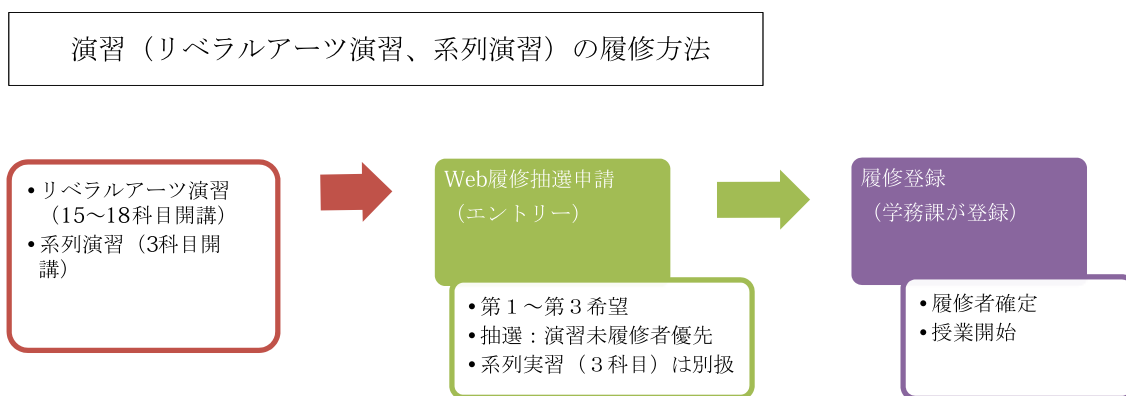 演習（リベラルアーツ演習、系列演習）の履修方法
・リベラルアーツ演習
（15～18科目開講）
・系列演習（3科目開
講）
Web履修抽選申請
（エントリー）
・第１～第３希望
・抽選：演習未履修者優先
・系列実習（３科目）は別扱
履修登録
（学務課が登録）
・履修者確定
・授業開始